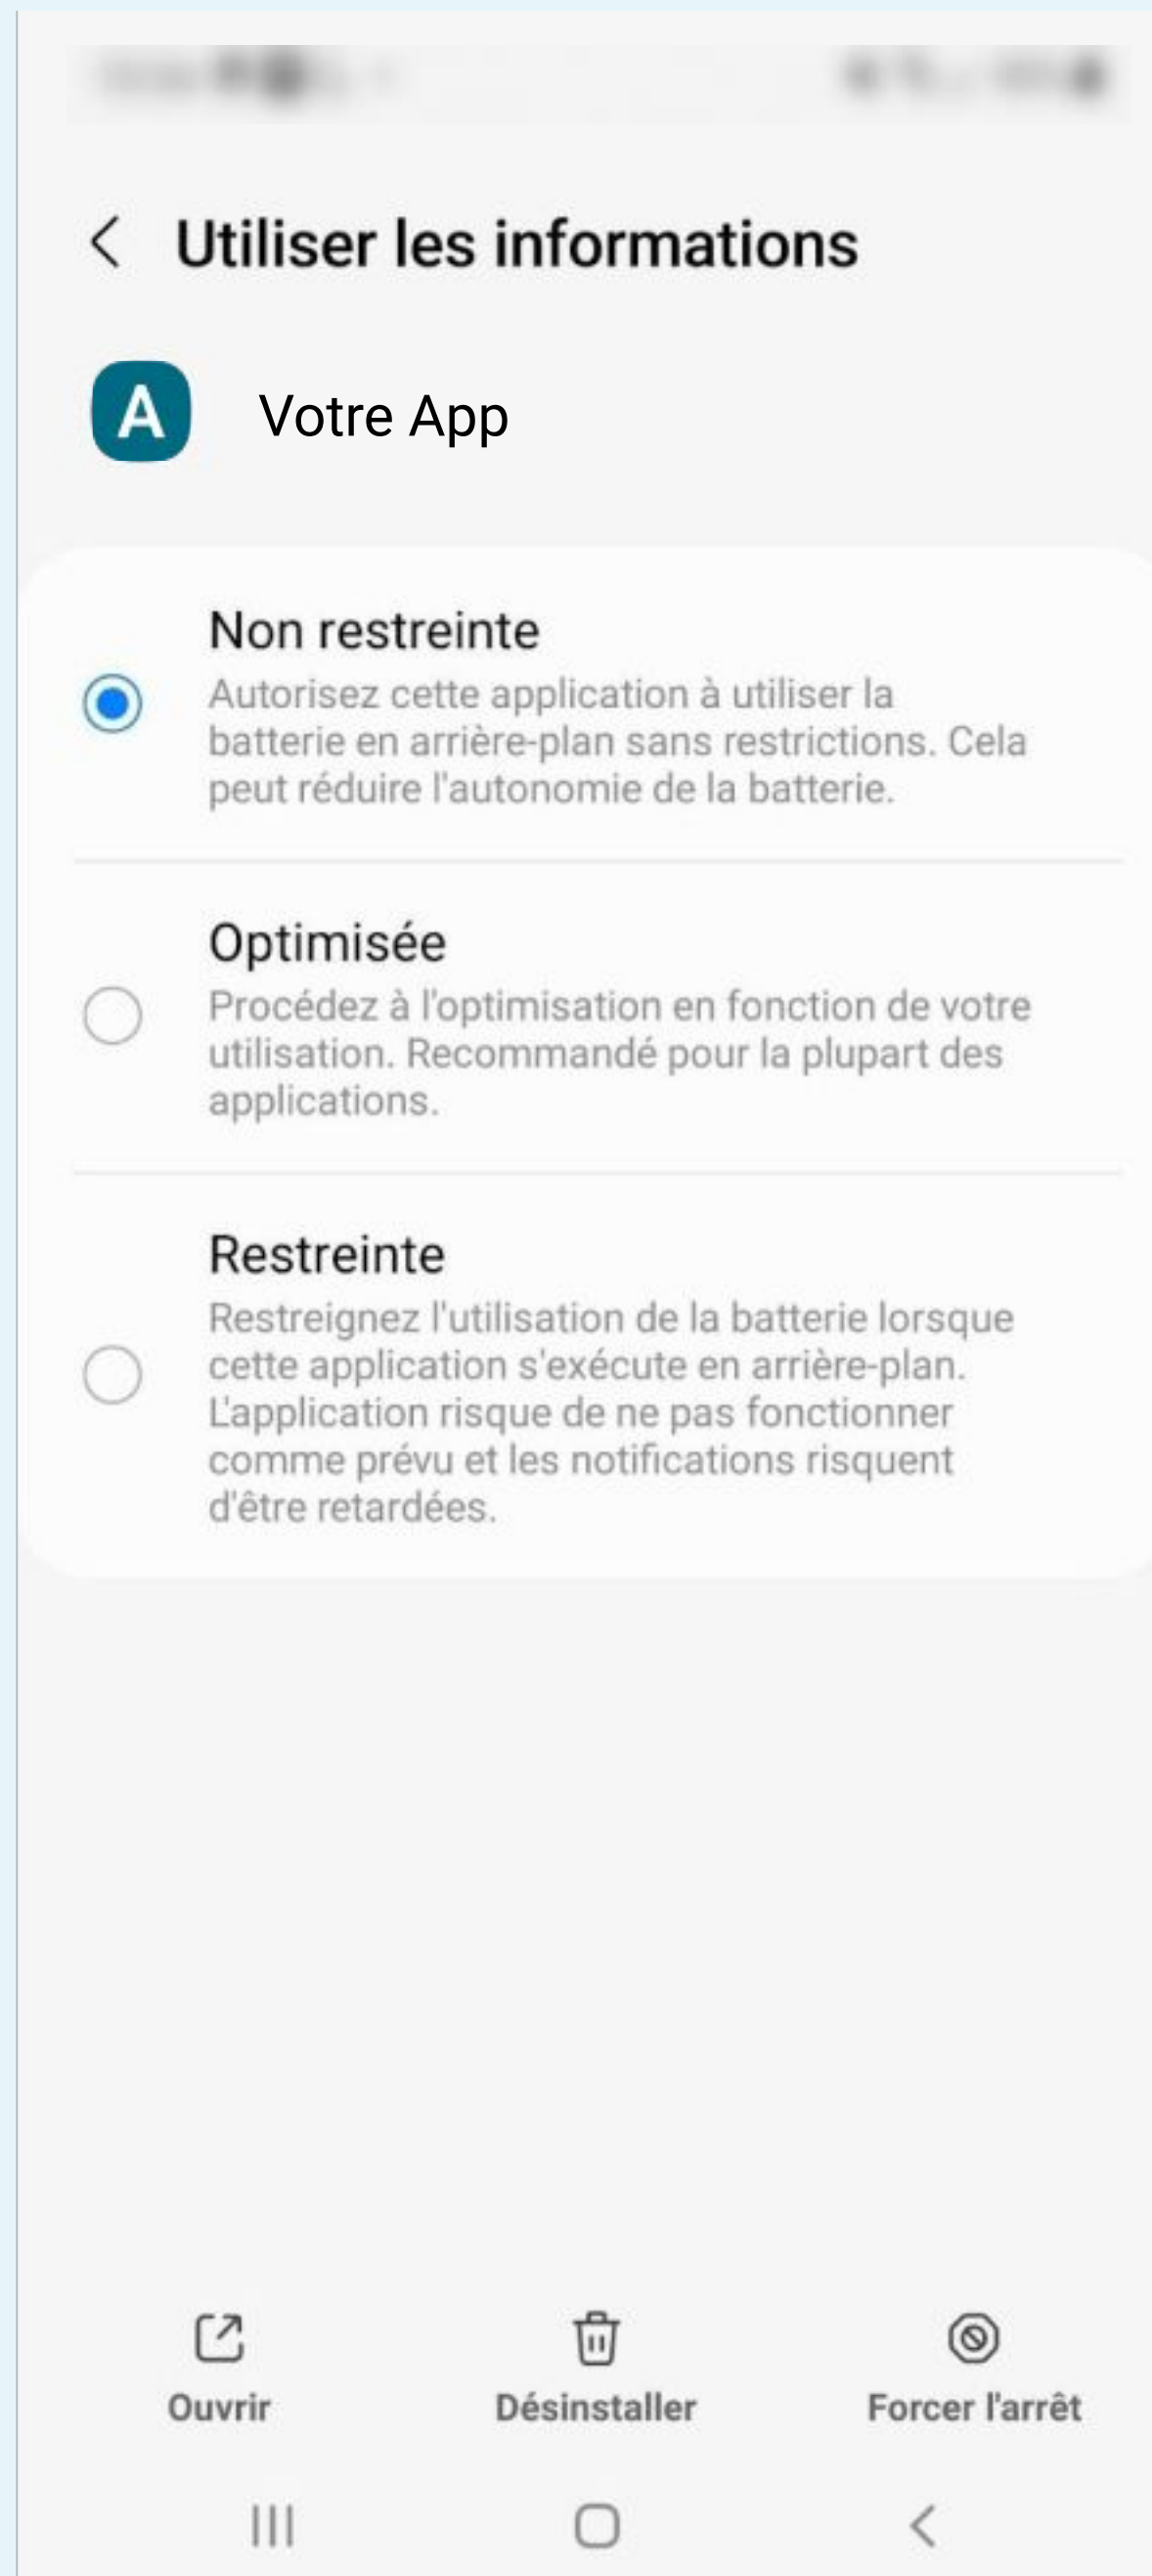 Utiliser les informations
A
Votre App
Non restreinte
Autorisez cette application à utiliser la
batterie en arrière-plan sans restrictions. Cela
peut réduire l'autonomie de la batterie.
Optimisée
Procédez à l'optimisation en fonction de votre
utilisation. Recommandé pour la plupart des
applications.
Restreinte
Restreignez l'utilisation de la batterie lorsque
cette application s'exécute en arrière-plan.
L'application risque de ne pas fonctionner
comme prévu et les notifications risquent
d'être retardées.
Ouvrir
Désinstaller
Forcer l'arrêt